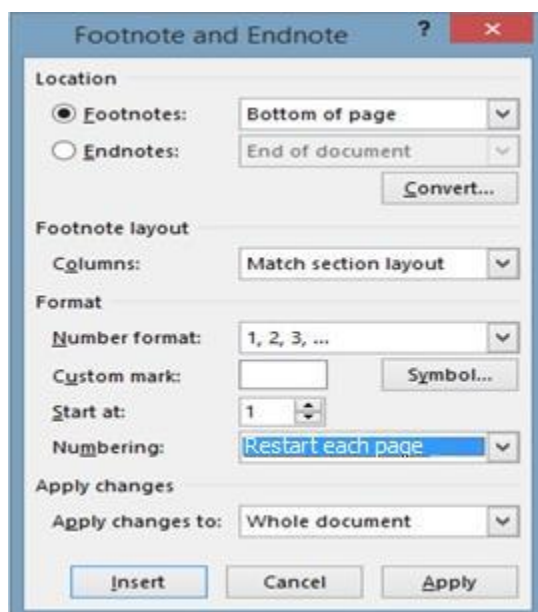 Footnote and Endnote ? ×
Location
Footnotes: Bottom of page
Endnotes: End of document
Convert...
Footnote layout
Columns: Match section layout
Format
Number format: 1, 2, 3, ...
Custom mark: Symbol...
Start at: 1
Numbering: Restart each page
Apply changes
Apply changes to: Whole document
Insert Cancel Apply